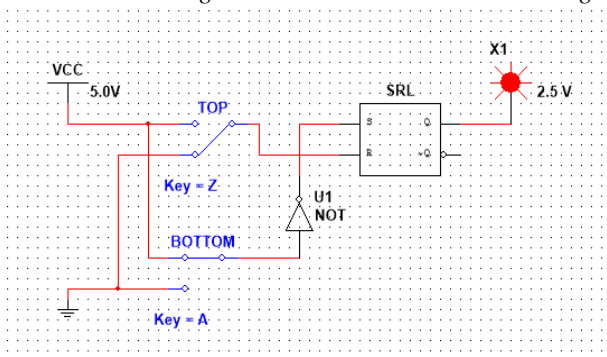 X1
VCC
5.0V
SRL
2.5 V
TOP
S
Q
R
~Q
Key = Z
U1
NOT
BOTTOM
Key = A